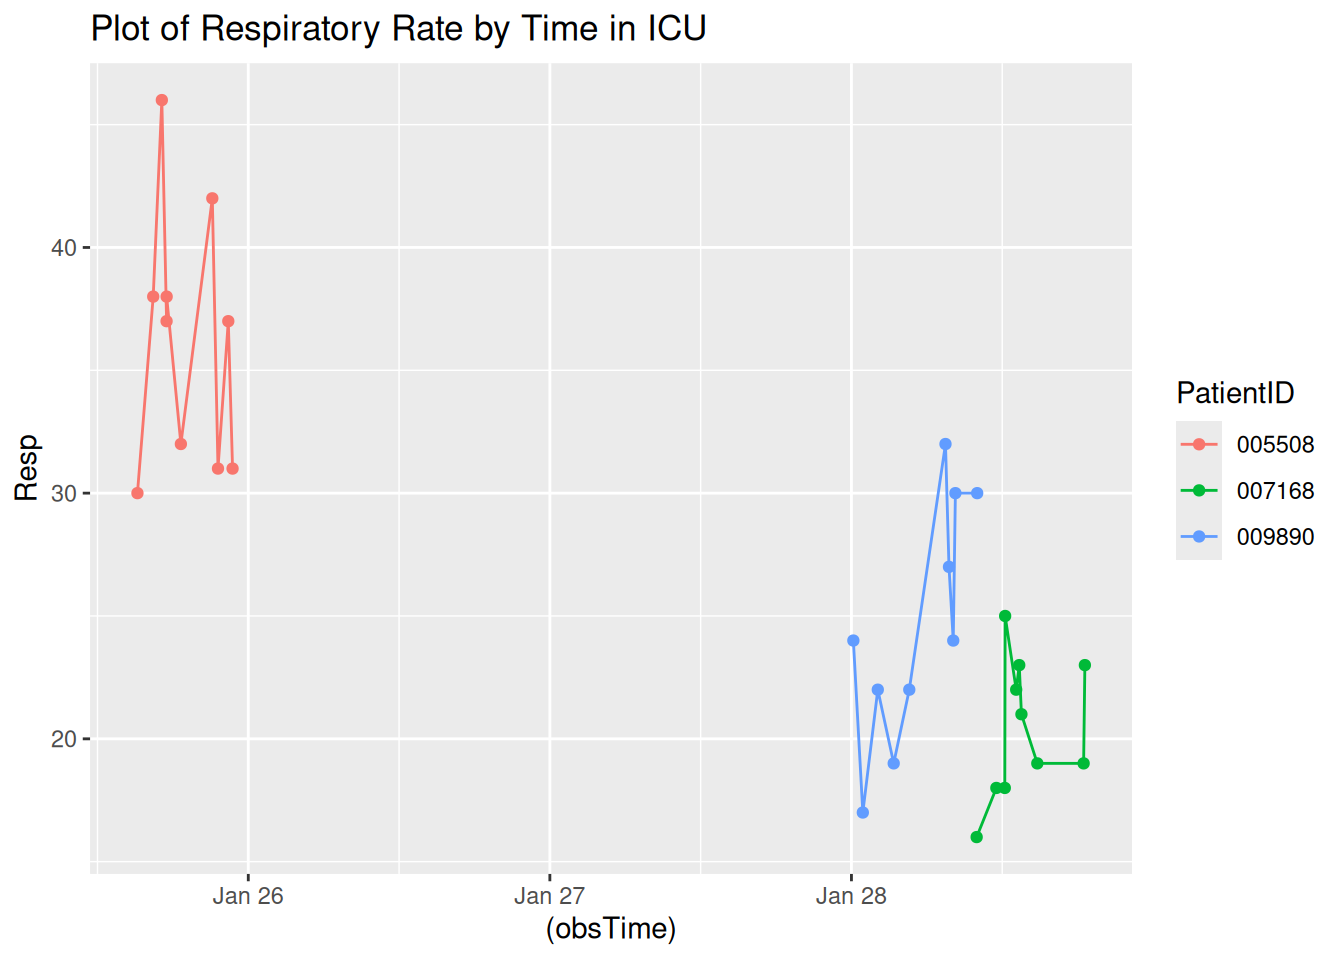 Plot of Respiratory Rate by Time in ICU
Resp
40
30
20
Jan 26
Jan 27
Jan 28
(obsTime)
PatientID
005508
007168
009890